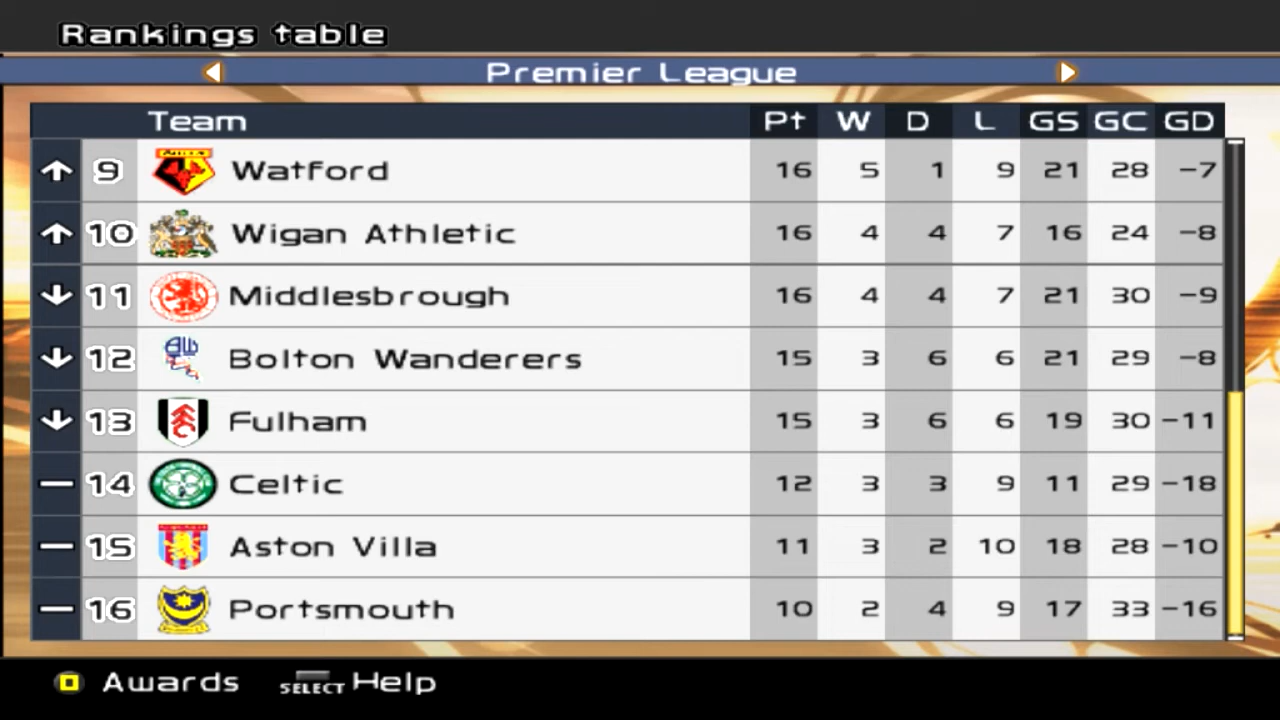 Rankings table
Premier League
Team Pt W D L GS GC GD
9 Watford 16 5 1 9 21 28 -7
10 Wigan Athletic 16 4 4 7 16 24 -8
11 Middlesbrough 16 4 4 7 21 30 -9
12 Bolton Wanderers 15 3 6 6 21 29 -8
13 Fulham 15 3 6 6 19 30 -11
14 Celtic 12 3 3 9 11 29 -18
15 Aston Villa 11 3 2 10 18 28 -10
16 Portsmouth 10 2 4 9 17 33 -16
Awards SELECT Help